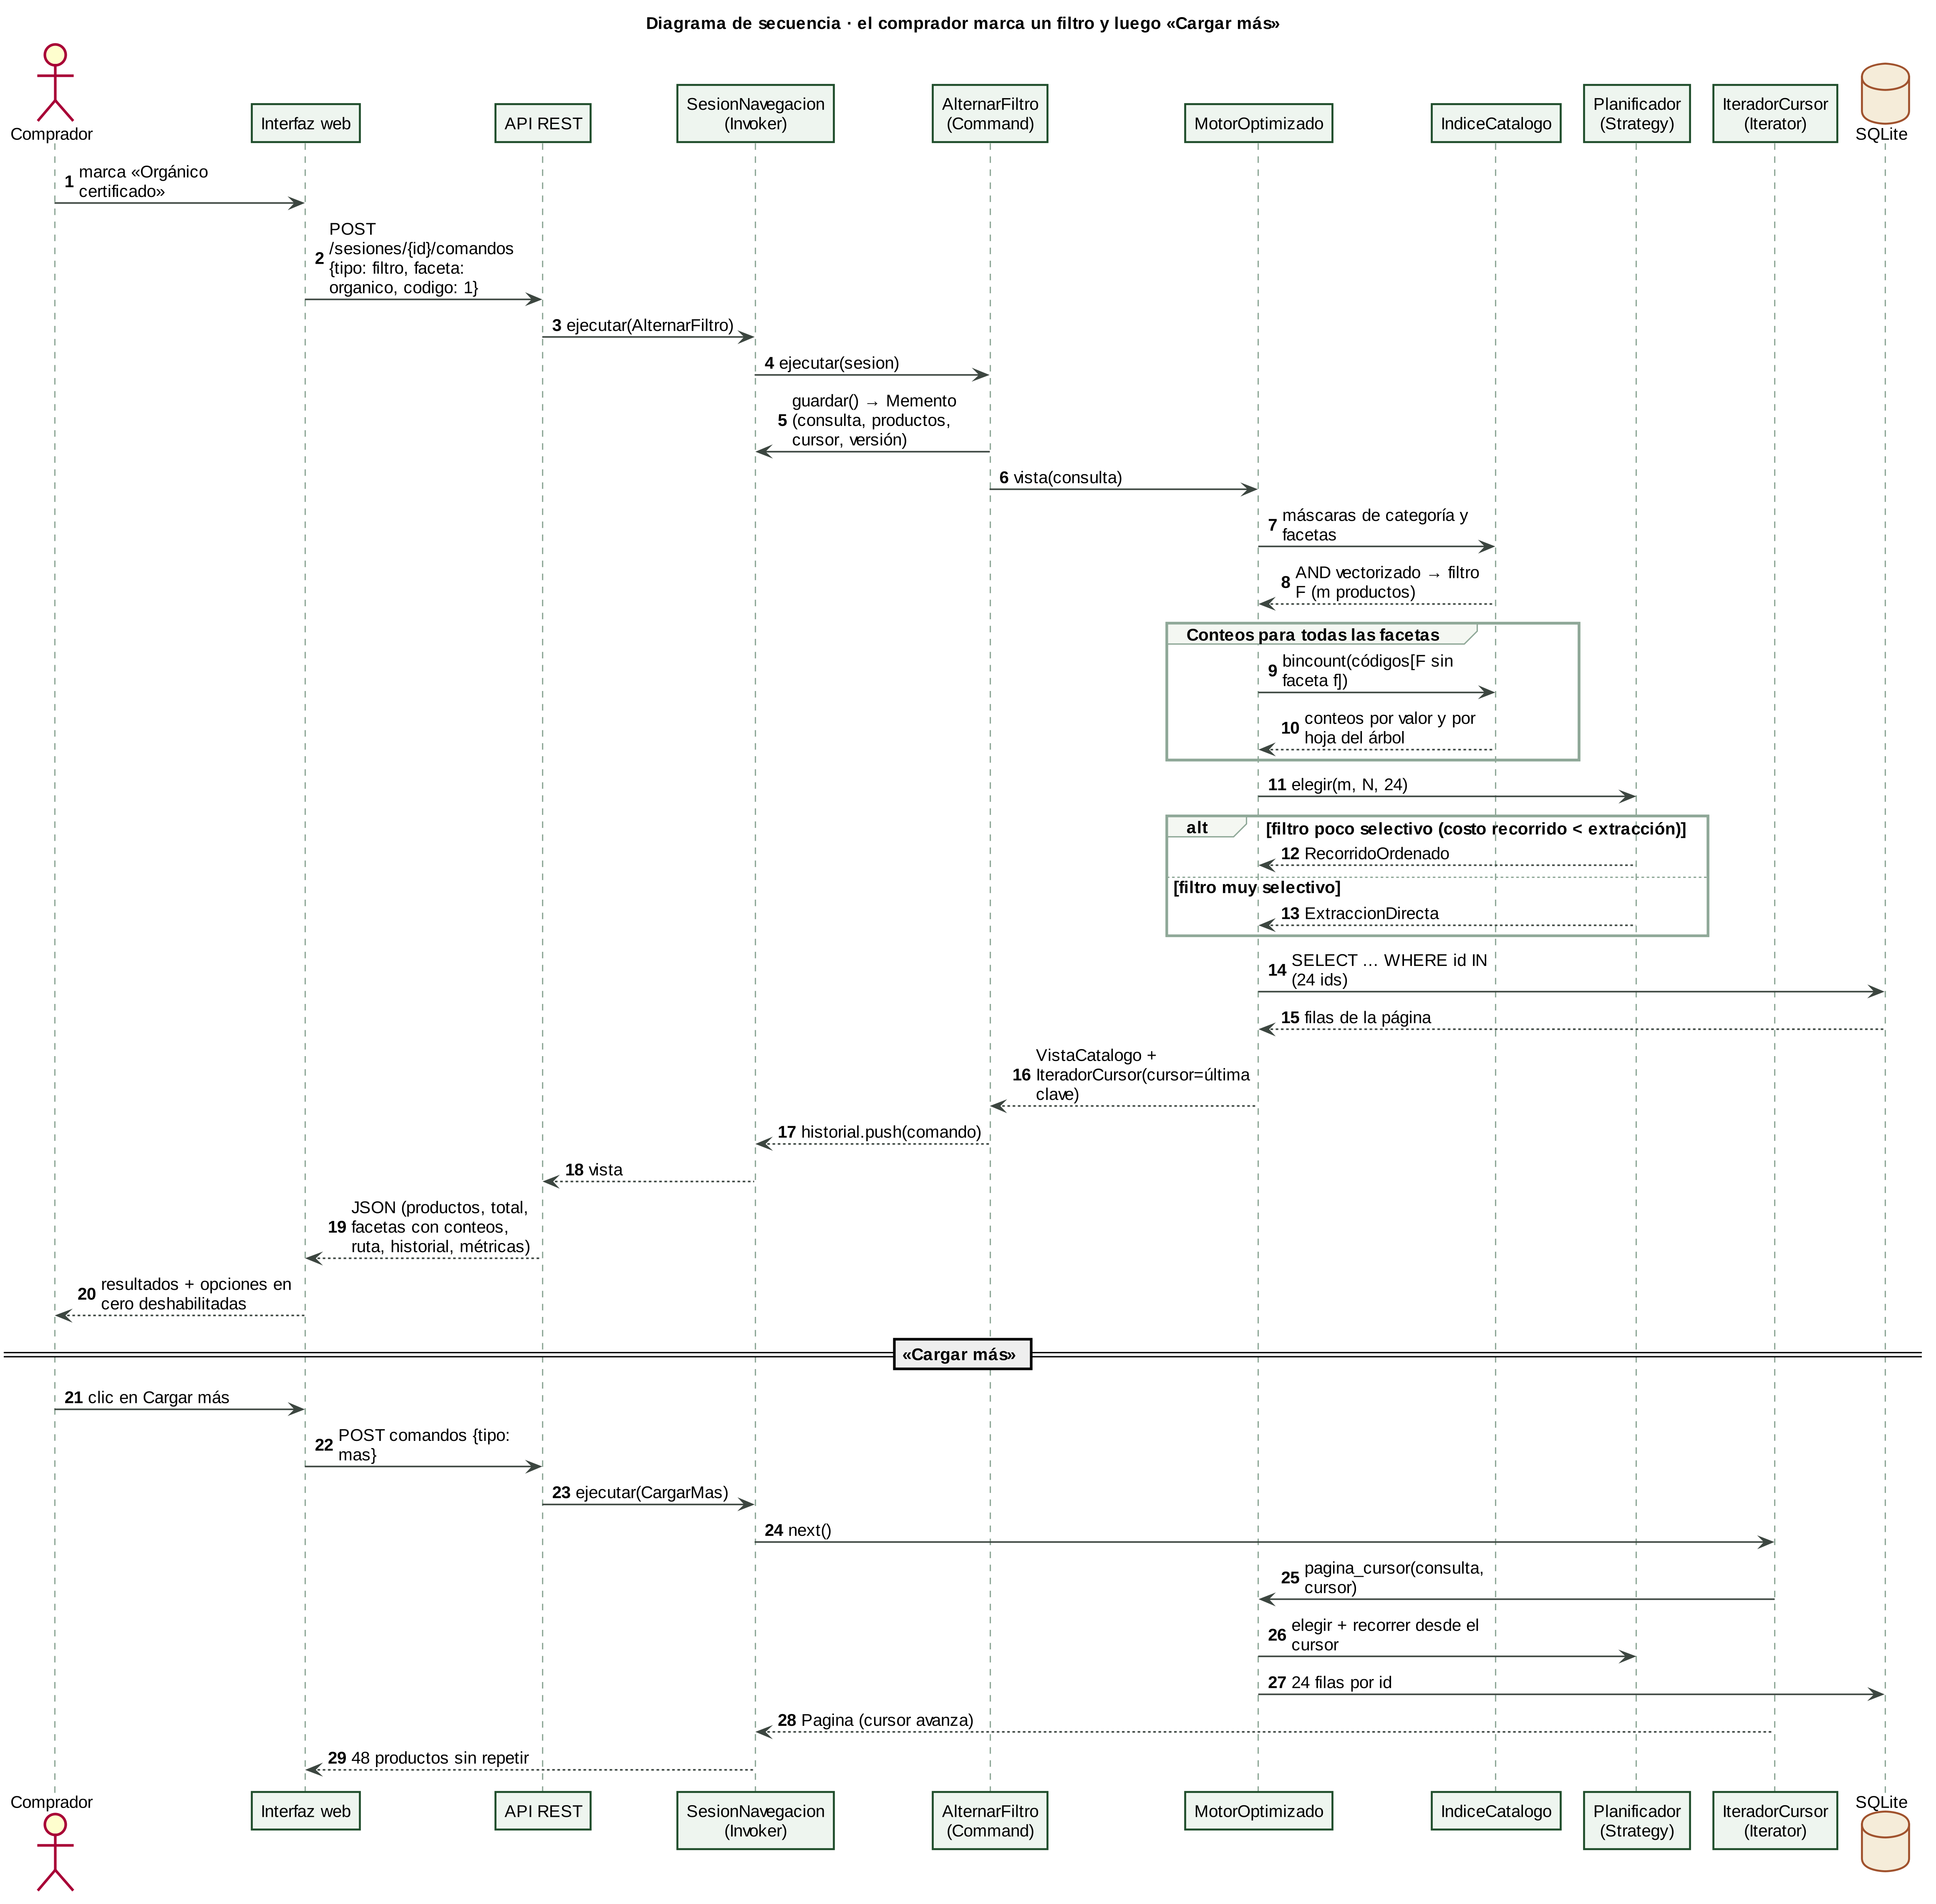 Diagrama de secuencia · el comprador marca un filtro y luego «Cargar más»
Comprador
Interfaz web
API REST
SesionNavegacion
(Invoker)
AlternarFiltro
(Command)
MotorOptimizado
IndiceCatalogo
Planificador
(Strategy)
IteradorCursor
(Iterator)
SQLite
1 marca «Orgánico
certificado»
POST
/sesiones/{id}/comandos
2 {tipo: filtro, faceta:
organico, codigo: 1}
3 ejecutar(AlternarFiltro)
4 ejecutar(sesion)
guardar() → Memento
5 (consulta, productos,
cursor, versión)
6 vista(consulta)
7 máscaras de categoría y
facetas
8 AND vectorizado → filtro
F (m productos)
Conteos para todas las facetas
9 bincount(códigos[F sin
faceta f])
10 conteos por valor y por
hoja del árbol
11 elegir(m, N, 24)
alt [filtro poco selectivo (costo recorrido < extracción)]
12 RecorridoOrdenado
[filtro muy selectivo]
13 ExtraccionDirecta
14 SELECT … WHERE id IN
(24 ids)
15 filas de la página
VistaCatalogo +
16 IteradorCursor(cursor=última
clave)
17 historial.push(comando)
18 vista
JSON (productos, total,
19 facetas con conteos,
ruta, historial, métricas)
20 resultados + opciones en
cero deshabilitadas
«Cargar más»
21 clic en Cargar más
22 POST comandos {tipo:
mas}
23 ejecutar(CargarMas)
24 next()
25 pagina_cursor(consulta,
cursor)
26 elegir + recorrer desde el
cursor
27 24 filas por id
28 Pagina (cursor avanza)
29 48 productos sin repetir
Comprador
Interfaz web
API REST
SesionNavegacion
(Invoker)
AlternarFiltro
(Command)
MotorOptimizado
IndiceCatalogo
Planificador
(Strategy)
IteradorCursor
(Iterator)
SQLite